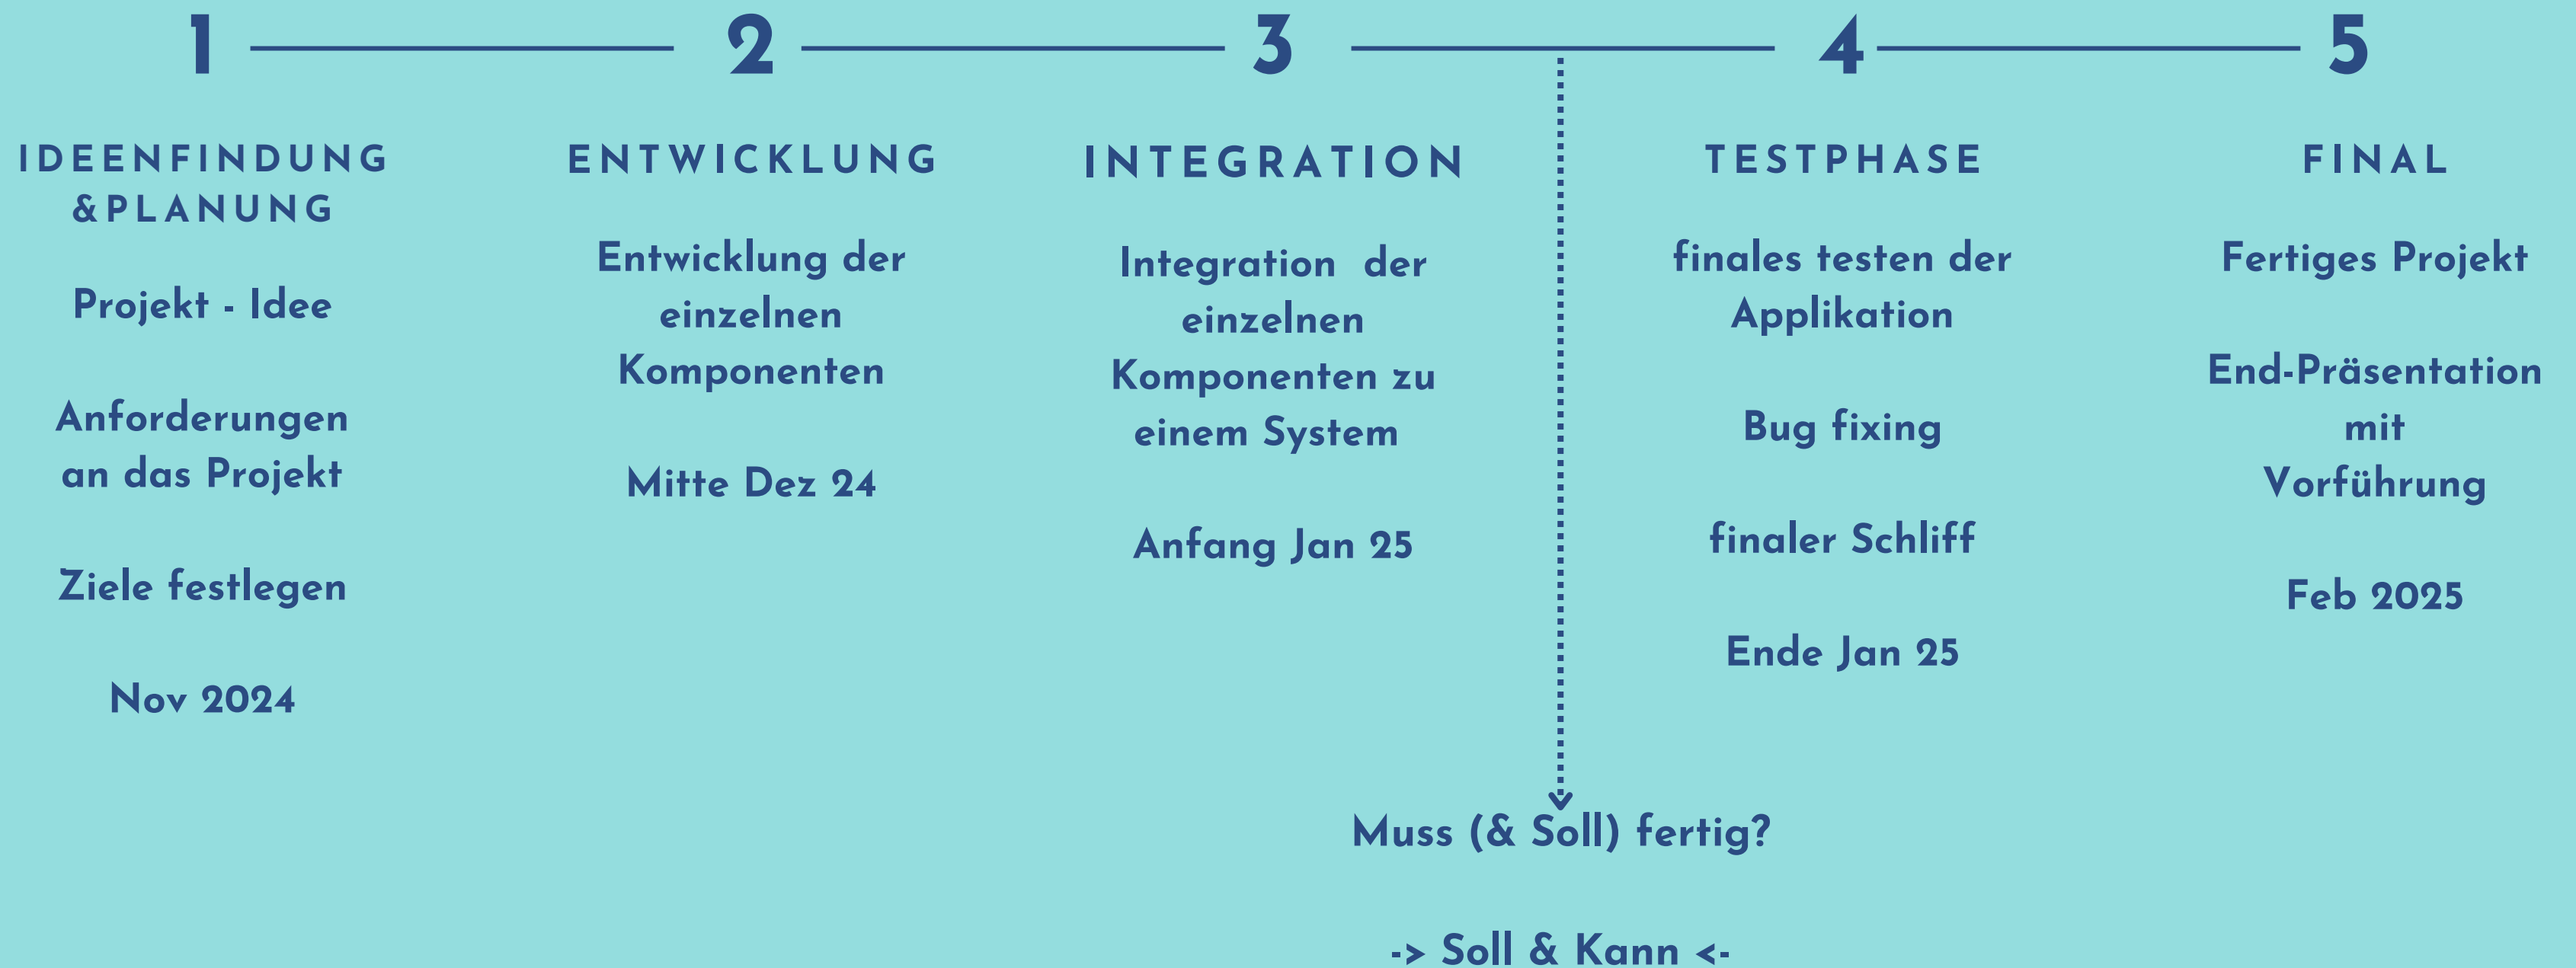 1
2
3
4
5
IDEENFINDUNG
&PLANUNG
Projekt - Idee
Anforderungen
an das Projekt
Ziele festlegen
Nov 2024
ENTWICKLUNG
Entwicklung der
einzelnen
Komponenten
Mitte Dez 24
INTEGRATION
Integration  der
einzelnen
Komponenten zu
einem System
Anfang Jan 25
TESTPHASE
finales testen der
Applikation
Bug fixing
finaler Schliff
Ende Jan 25
FINAL
Fertiges Projekt
End-Präsentation
mit
Vorführung
Feb 2025
Muss (& Soll) fertig?
-> Soll & Kann <-